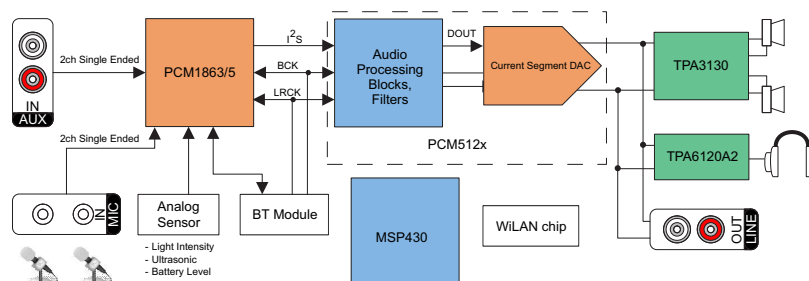 2ch Single Ended
IN
AUX
PCM1863/5
I²S
BCK
LRCK
Audio
Processing
Blocks,
Filters
DOUT
Current Segment DAC
PCM512x
TPA3130
TPA6120A2
2ch Single Ended
IN
MIC
Analog
Sensor
- Light Intensity
- Ultrasonic
- Battery Level
BT Module
MSP430
WiLAN chip
OUT
LINE